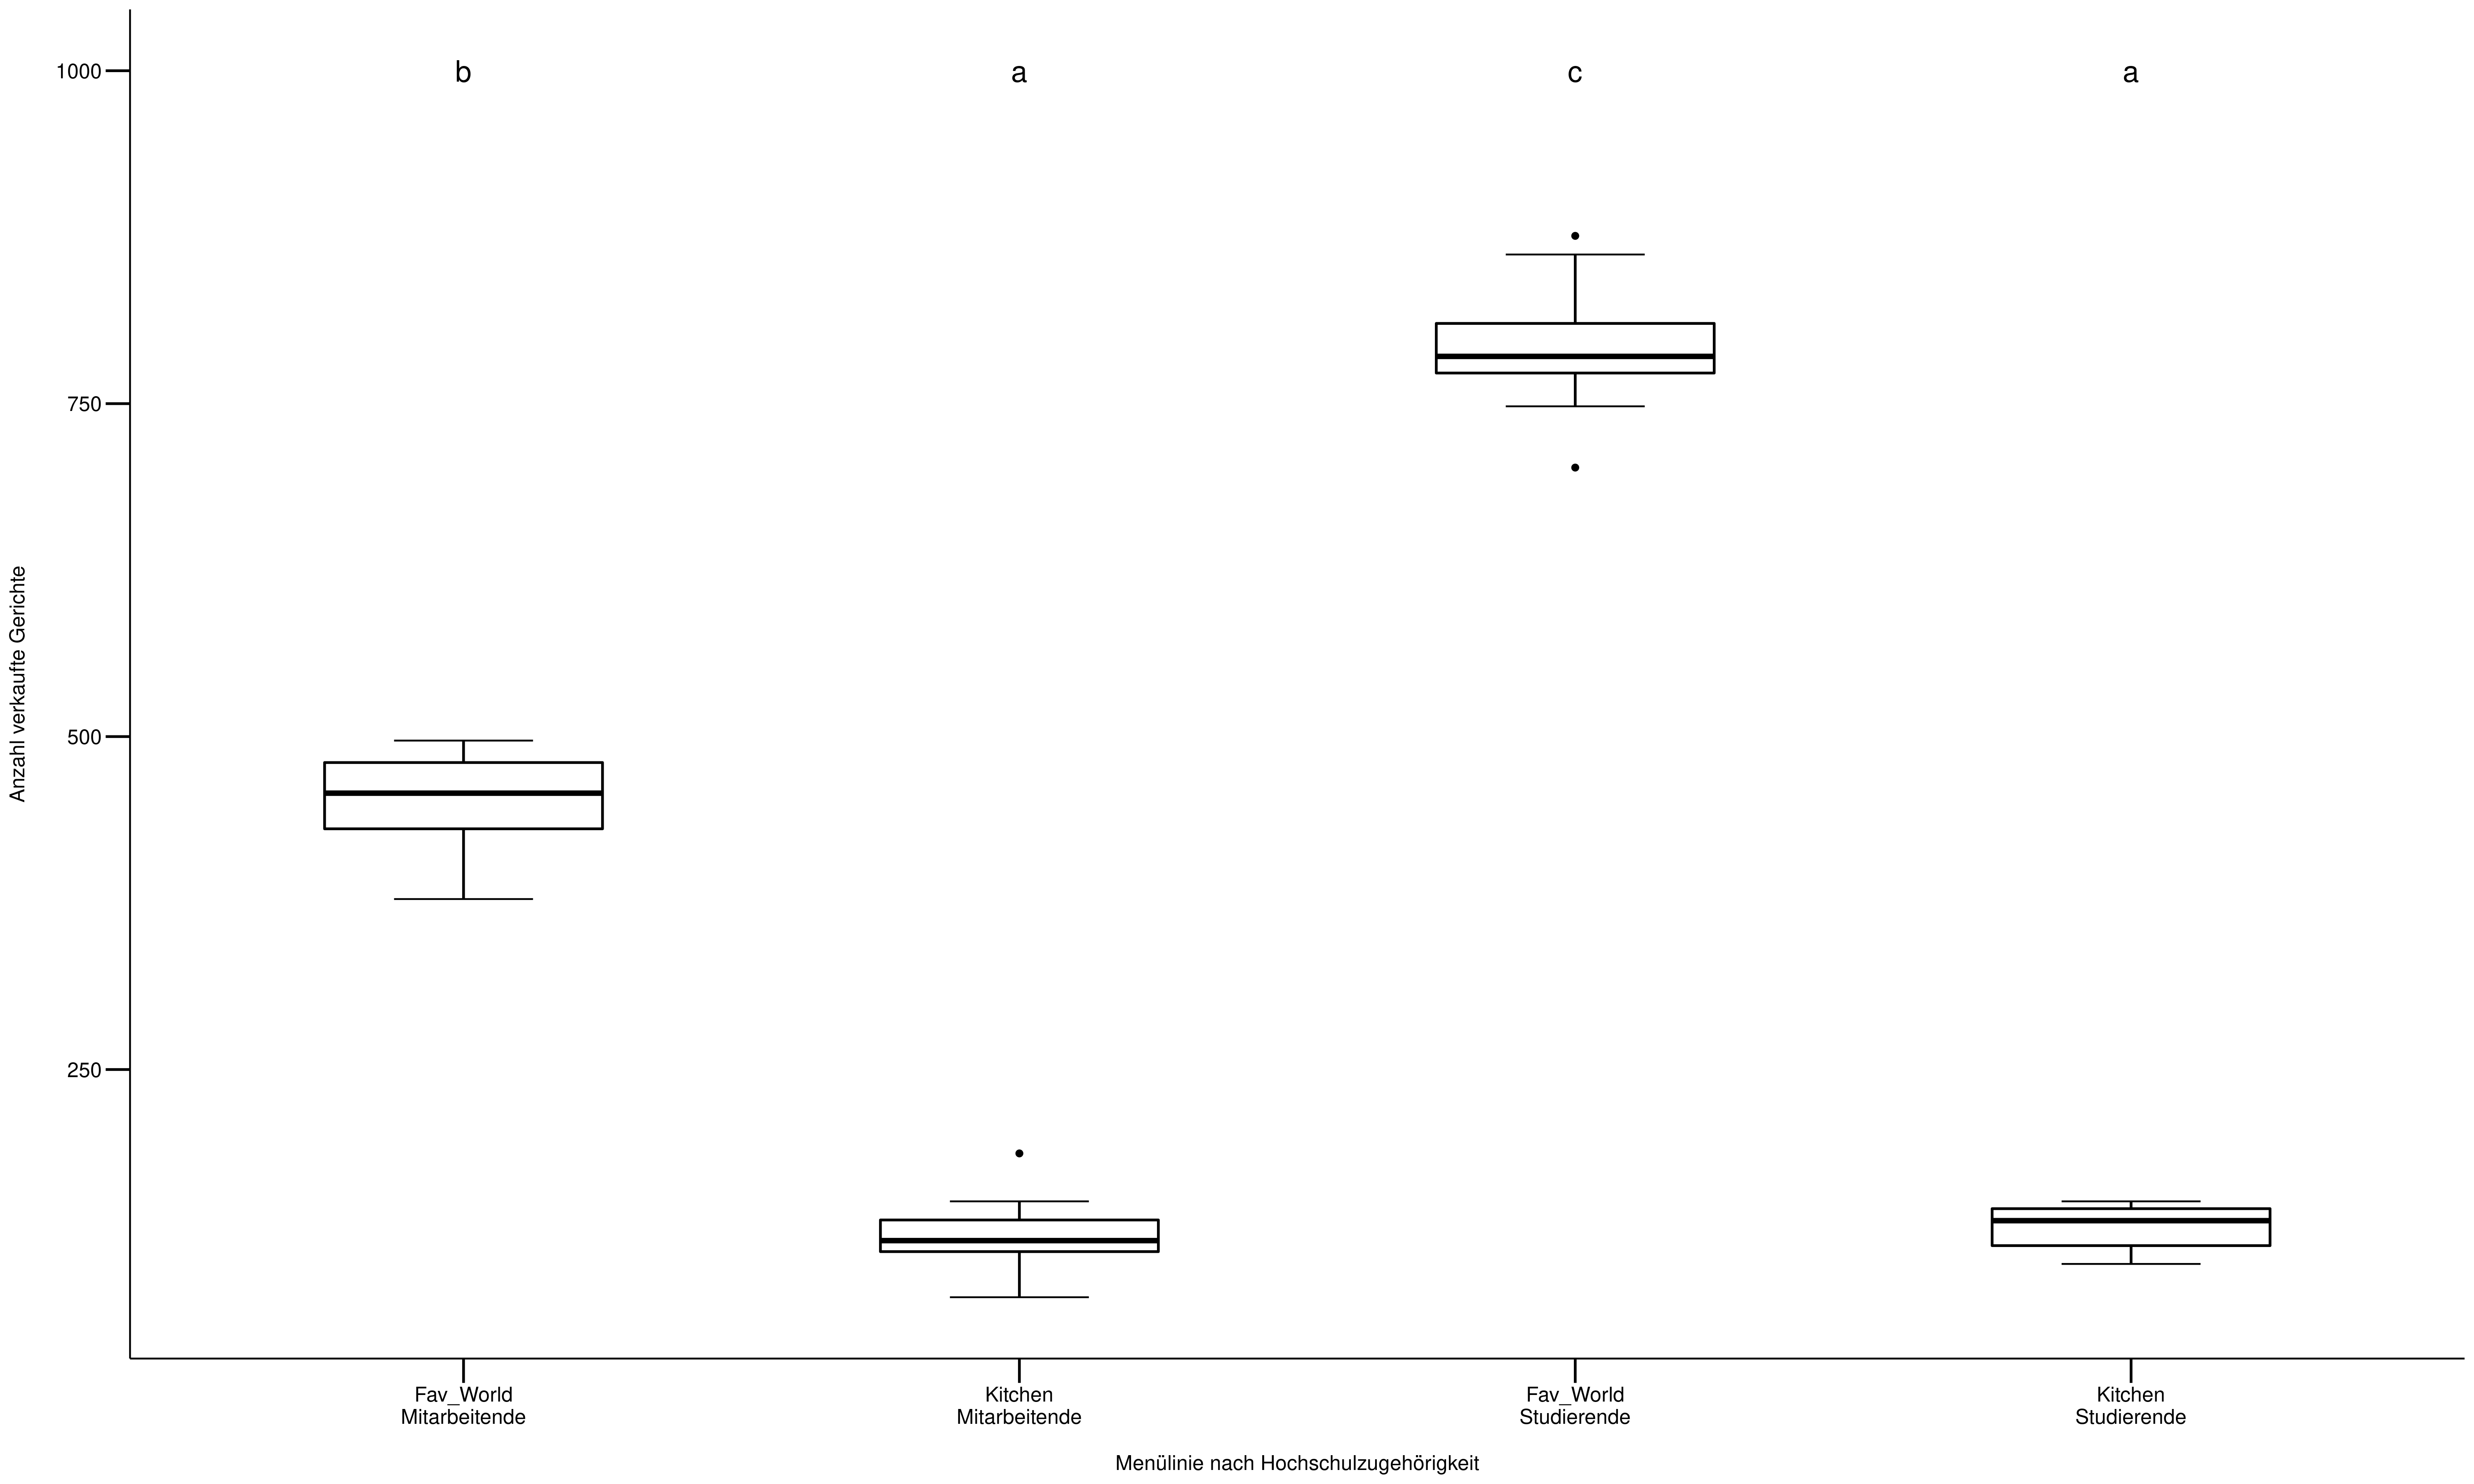 b a c a
1000
750
500
250
Anzahl verkaufte Gerichte
Fav_World Kitchen Fav_World Kitchen
Mitarbeitende Mitarbeitende Studierende Studierende
Menülinie nach Hochschulzugehörigkeit